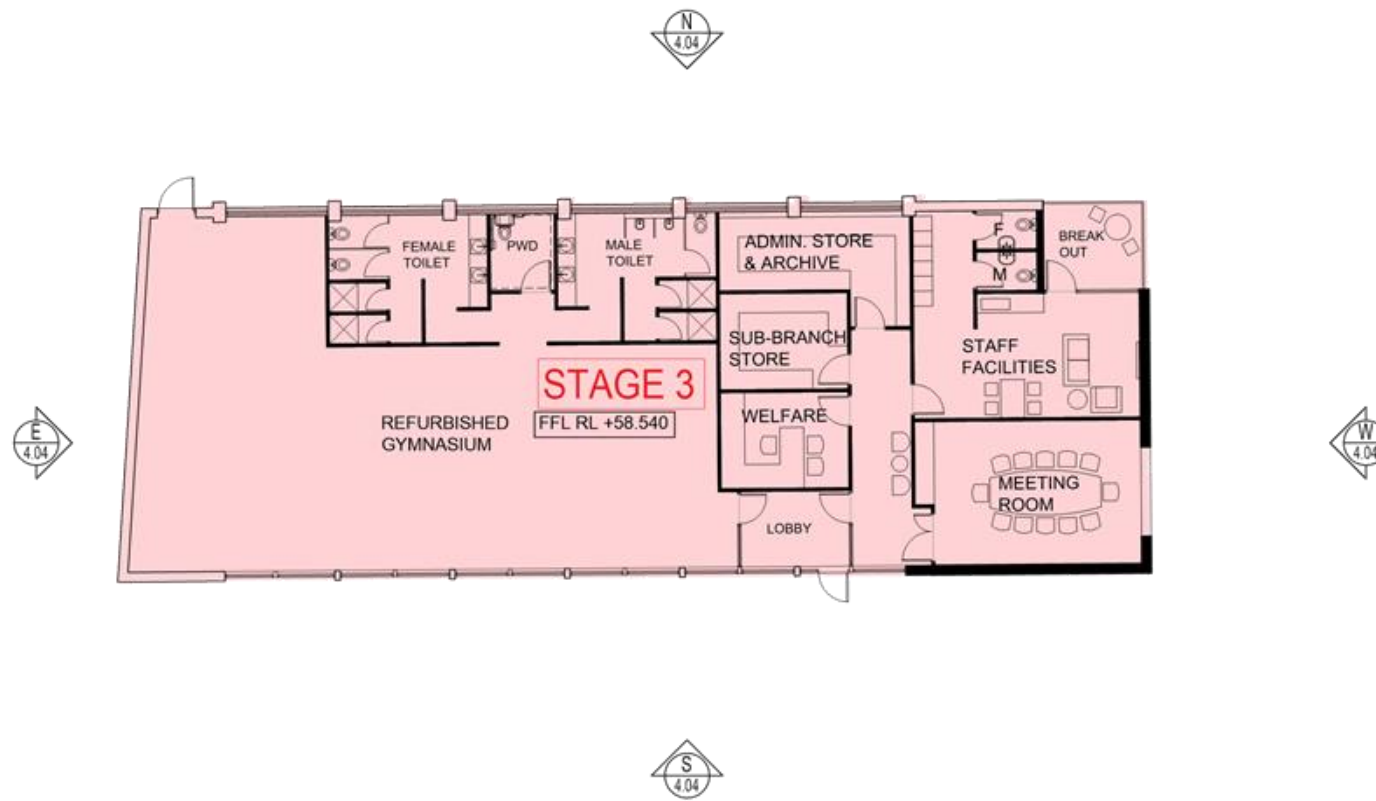 N
4.04
FEMALE
TOILET
PWD
MALE
TOILET
ADMIN. STORE
& ARCHIVE
F
M
BREAK
OUT
SUB-BRANCH
STORE
STAFF
FACILITIES
STAGE 3
FFL RL +58.540
REFURBISHED
GYMNASIUM
WELFARE
E
4.04
W
4.04
MEETING
ROOM
LOBBY
S
4.04